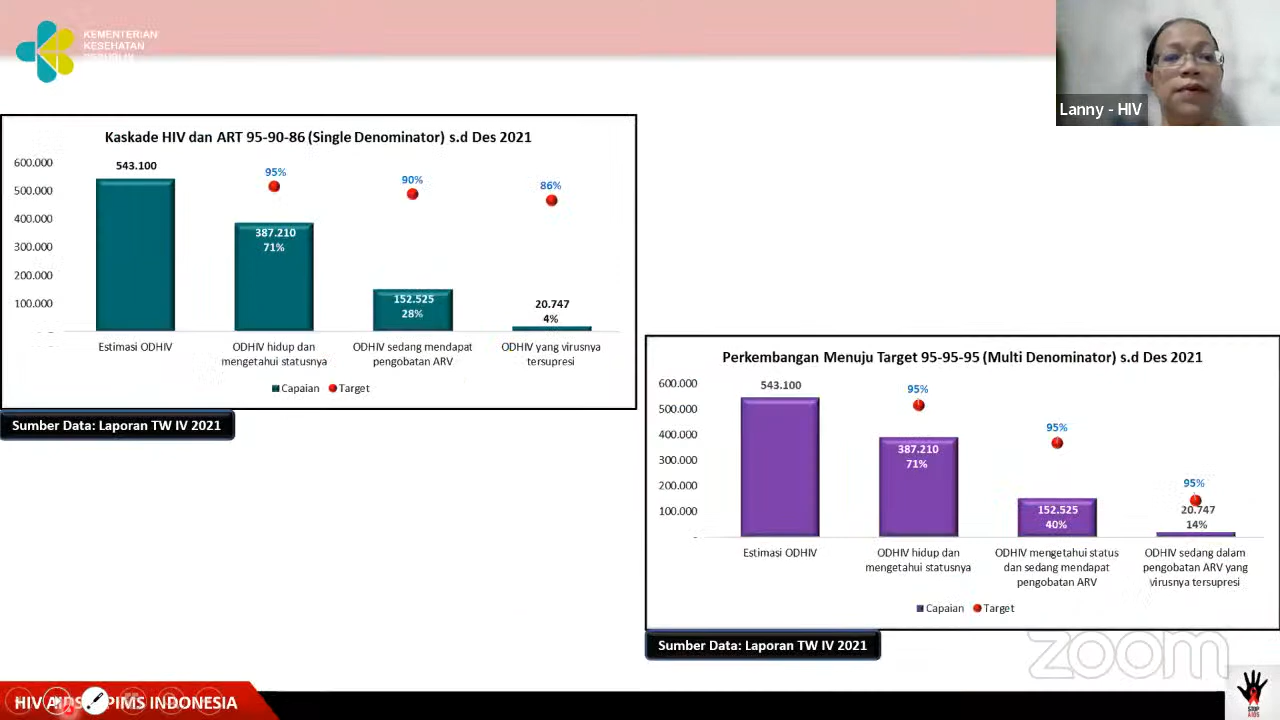 KEMENTERIAN
KESEHATAN
REPUBLIK
Lanny - HIV
Kaskade HIV dan ART 95-90-86 (Single Denominator) s.d Des 2021
600.000
500.000
400.000
300.000
200.000
100.000
-
543.100
95%
90%
86%
387.210
71%
152.525
28%
20.747
4%
Estimasi ODHIV
ODHIV hidup dan
mengetahui statusnya
ODHIV sedang mendapat
pengobatan ARV
ODHIV yang virusnya
tersupresi
Capaian
Target
Sumber Data: Laporan TW IV 2021
Perkembangan Menuju Target 95-95-95 (Multi Denominator) s.d Des 2021
600.000
500.000
400.000
300.000
200.000
100.000
-
543.100
95%
95%
95%
387.210
71%
152.525
40%
20.747
14%
Estimasi ODHIV
ODHIV hidup dan
mengetahui statusnya
ODHIV mengetahui status
dan sedang mendapat
pengobatan ARV
ODHIV sedang dalam
pengobatan ARV yang
virusnya tersupresi
Capaian
Target
Sumber Data: Laporan TW IV 2021
zoom
HIV AIDS PIMS INDONESIA
STOP
AIDS